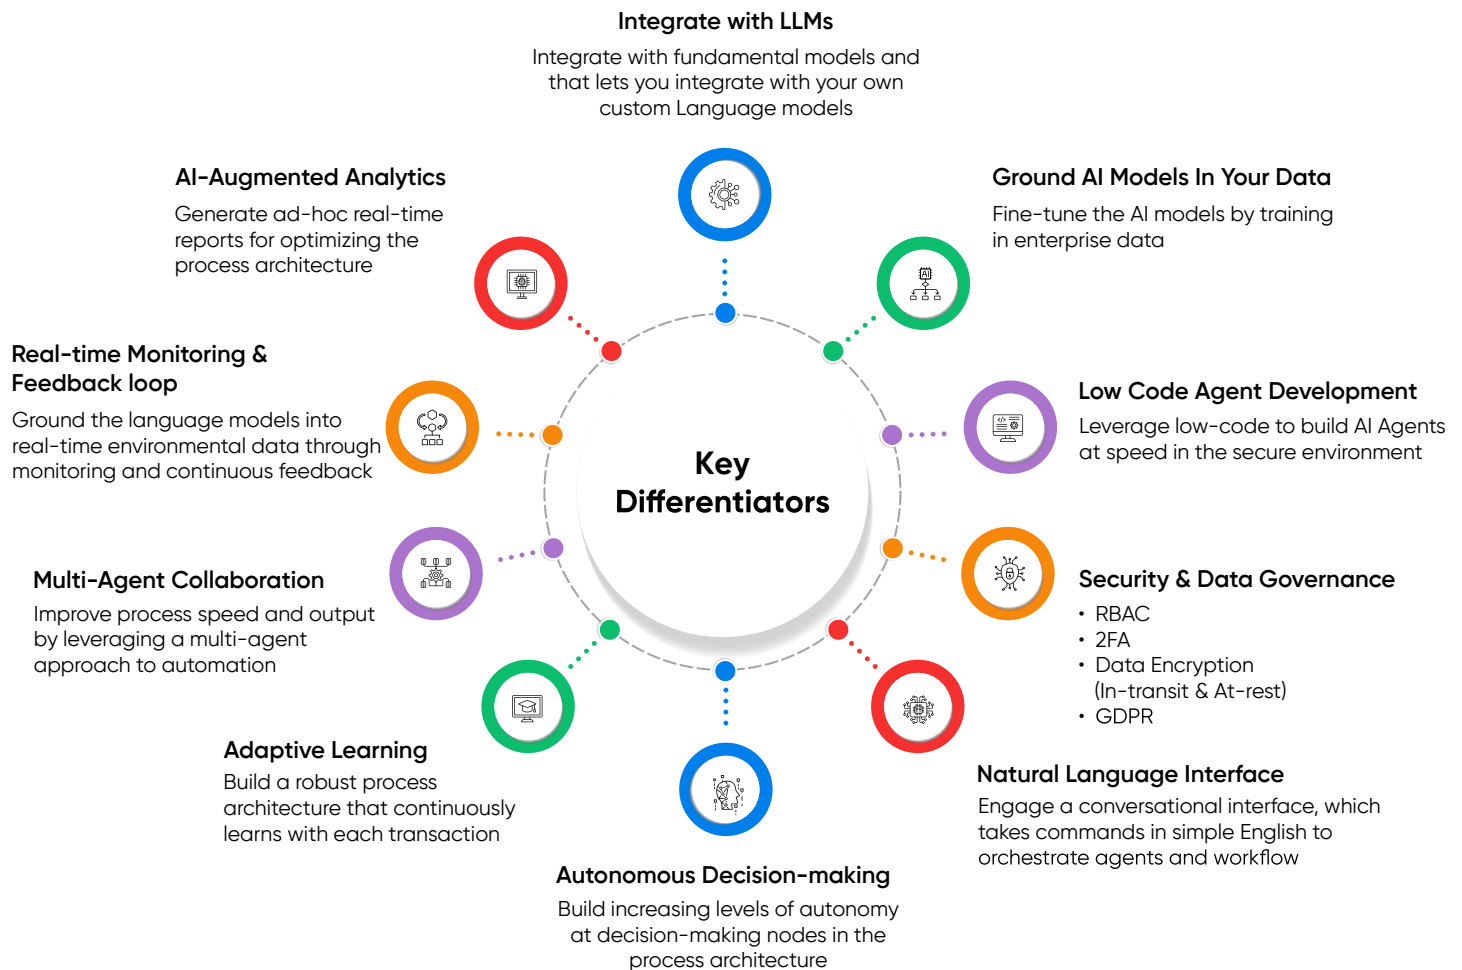 Integrate with LLMs
Integrate with fundamental models and
that lets you integrate with your own
custom Language models
AI-Augmented Analytics
Generate ad-hoc real-time
reports for optimizing the
process architecture
Ground AI Models In Your Data
Fine-tune the AI models by training
in enterprise data
AI
Real-time Monitoring &
Feedback loop
Ground the language models into
real-time environmental data through
monitoring and continuous feedback
Low Code Agent Development
Leverage low-code to build AI Agents
at speed in the secure environment
Key
Differentiators
Multi-Agent Collaboration
Improve process speed and output
by leveraging a multi-agent
approach to automation
Security & Data Governance
• RBAC
• 2FA
• Data Encryption
(In-transit & At-rest)
• GDPR
Adaptive Learning
Build a robust process
architecture that continuously
learns with each transaction
Natural Language Interface
Engage a conversational interface, which
takes commands in simple English to
orchestrate agents and workflow
Autonomous Decision-making
Build increasing levels of autonomy
at decision-making nodes in the
process architecture